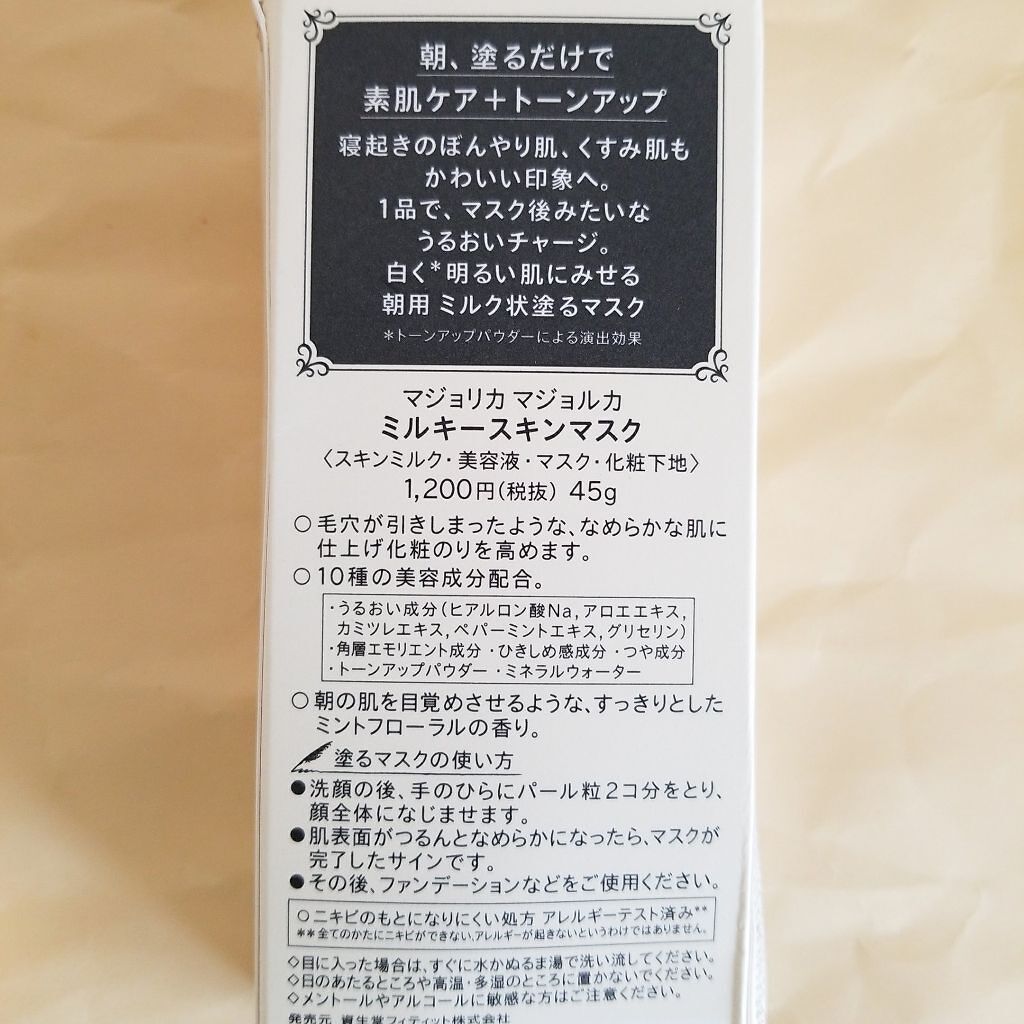 朝、塗るだけで
素肌ケア＋トーンアップ
寝起きのぼんやり肌、くすみ肌も
かわいい印象へ。
1品で、マスク後みたいな
うるおいチャージ。
白く＊明るい肌にみせる
朝用 ミルク状塗るマスク
＊トーンアップパウダーによる演出効果
マジョリカ マジョルカ
ミルキースキンマスク
〈スキンミルク・美容液・マスク・化粧下地〉
1,200円(税抜) 45g
○毛穴が引きしまったような、なめらかな肌に
仕上げ化粧のりを高めます。
○10種の美容成分配合。
・うるおい成分(ヒアルロン酸Na,アロエエキス,
カミツレエキス,ペパーミントエキス,グリセリン)
・角層エモリエント成分 ・ひきしめ感成分 ・つや成分
・トーンアップパウダー ・ミネラルウォーター
○朝の肌を目覚めさせるような、すっきりとした
ミントフローラルの香り。
塗るマスクの使い方
●洗顔の後、手のひらにパール粒2コ分をとり、
顔全体になじませます。
●肌表面がつるんとなめらかになったら、マスクが
完了したサインです。
●その後、ファンデーションなどをご使用ください。
○ニキビのもとになりにくい処方 アレルギーテスト済み＊＊
＊＊全てのかたにニキビができない,アレルギーが起きないというわけではありません。
◇目に入った場合は、すぐに水かぬるま湯で洗い流してください。
◇日のあたるところや高温・多湿のところに置かないでください。
◇メントールやアルコールに敏感な方はご注意ください。
発売元 資生堂フィティット株式会社